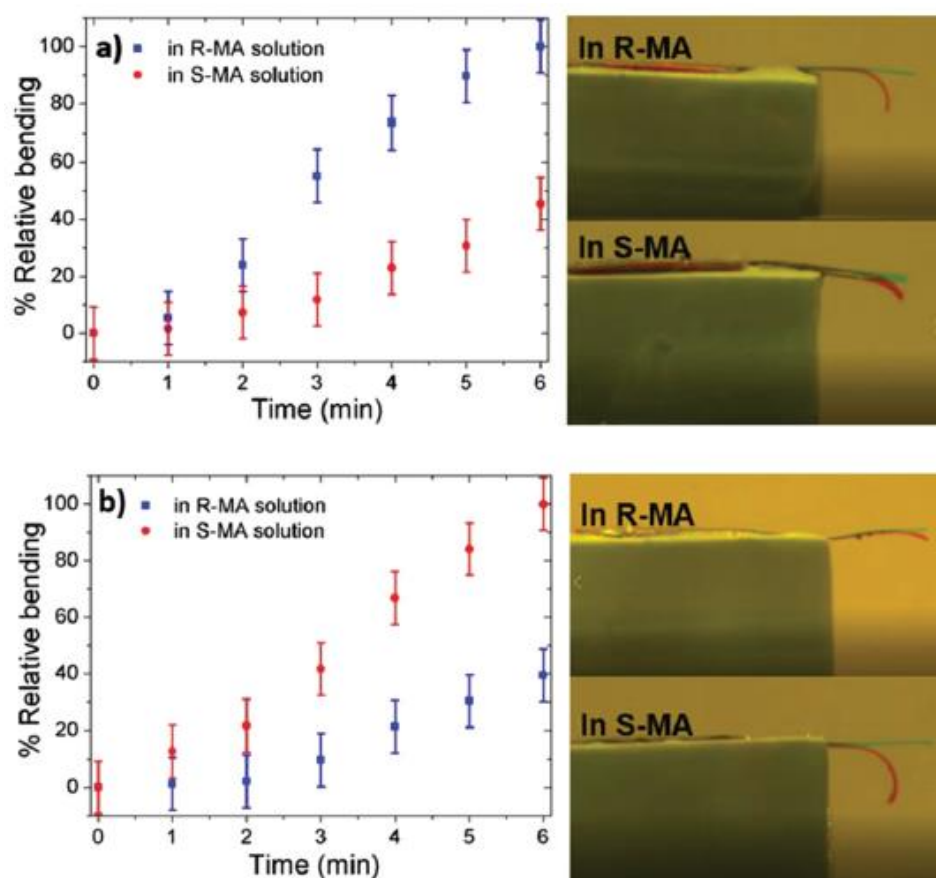 a)
in R-MA solution
in S-MA solution
% Relative bending
100
80
60
40
20
0
0 1 2 3 4 5 6
Time (min)
In R-MA
In S-MA
b)
in R-MA solution
in S-MA solution
% Relative bending
100
80
60
40
20
0
0 1 2 3 4 5 6
Time (min)
In R-MA
In S-MA